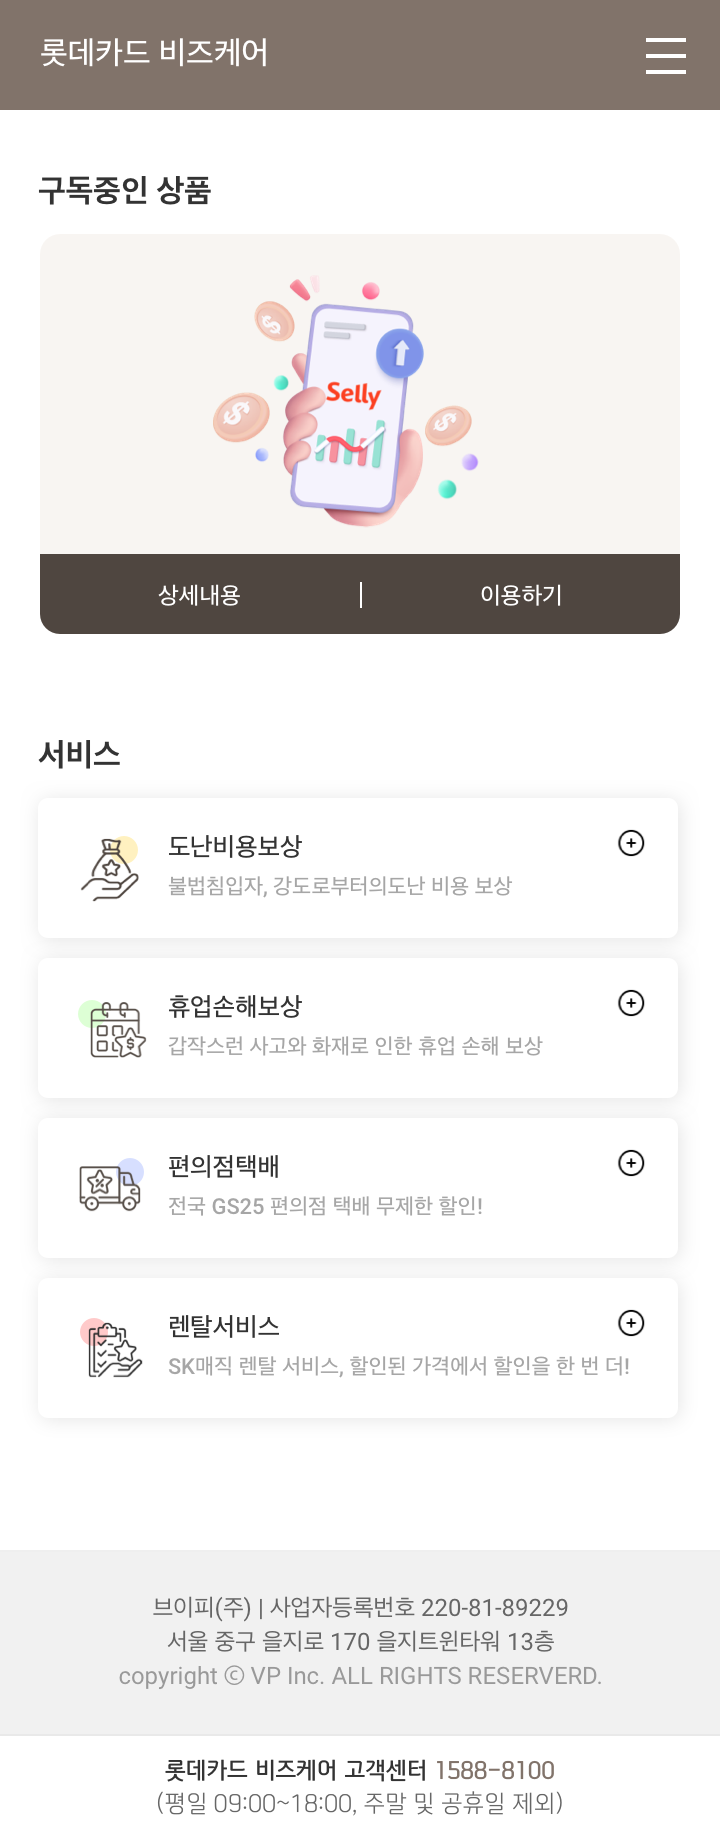 롯데카드 비즈케어
구독중인 상품
Selly
상세내용
이용하기
서비스
도난비용보상
불법침입자, 강도로부터의도난 비용 보상
휴업손해보상
갑작스런 사고와 화재로 인한 휴업 손해 보상
편의점택배
전국 GS25 편의점 택배 무제한 할인!
렌탈서비스
SK매직 렌탈 서비스, 할인된 가격에서 할인을 한 번 더!
브이피(주) | 사업자등록번호 220-81-89229
서울 중구 을지로 170 을지트윈타워 13층
copyright ⓒ VP Inc. ALL RIGHTS RESERVERD.
롯데카드 비즈케어 고객센터 1588-8100
(평일 09:00~18:00, 주말 및 공휴일 제외)